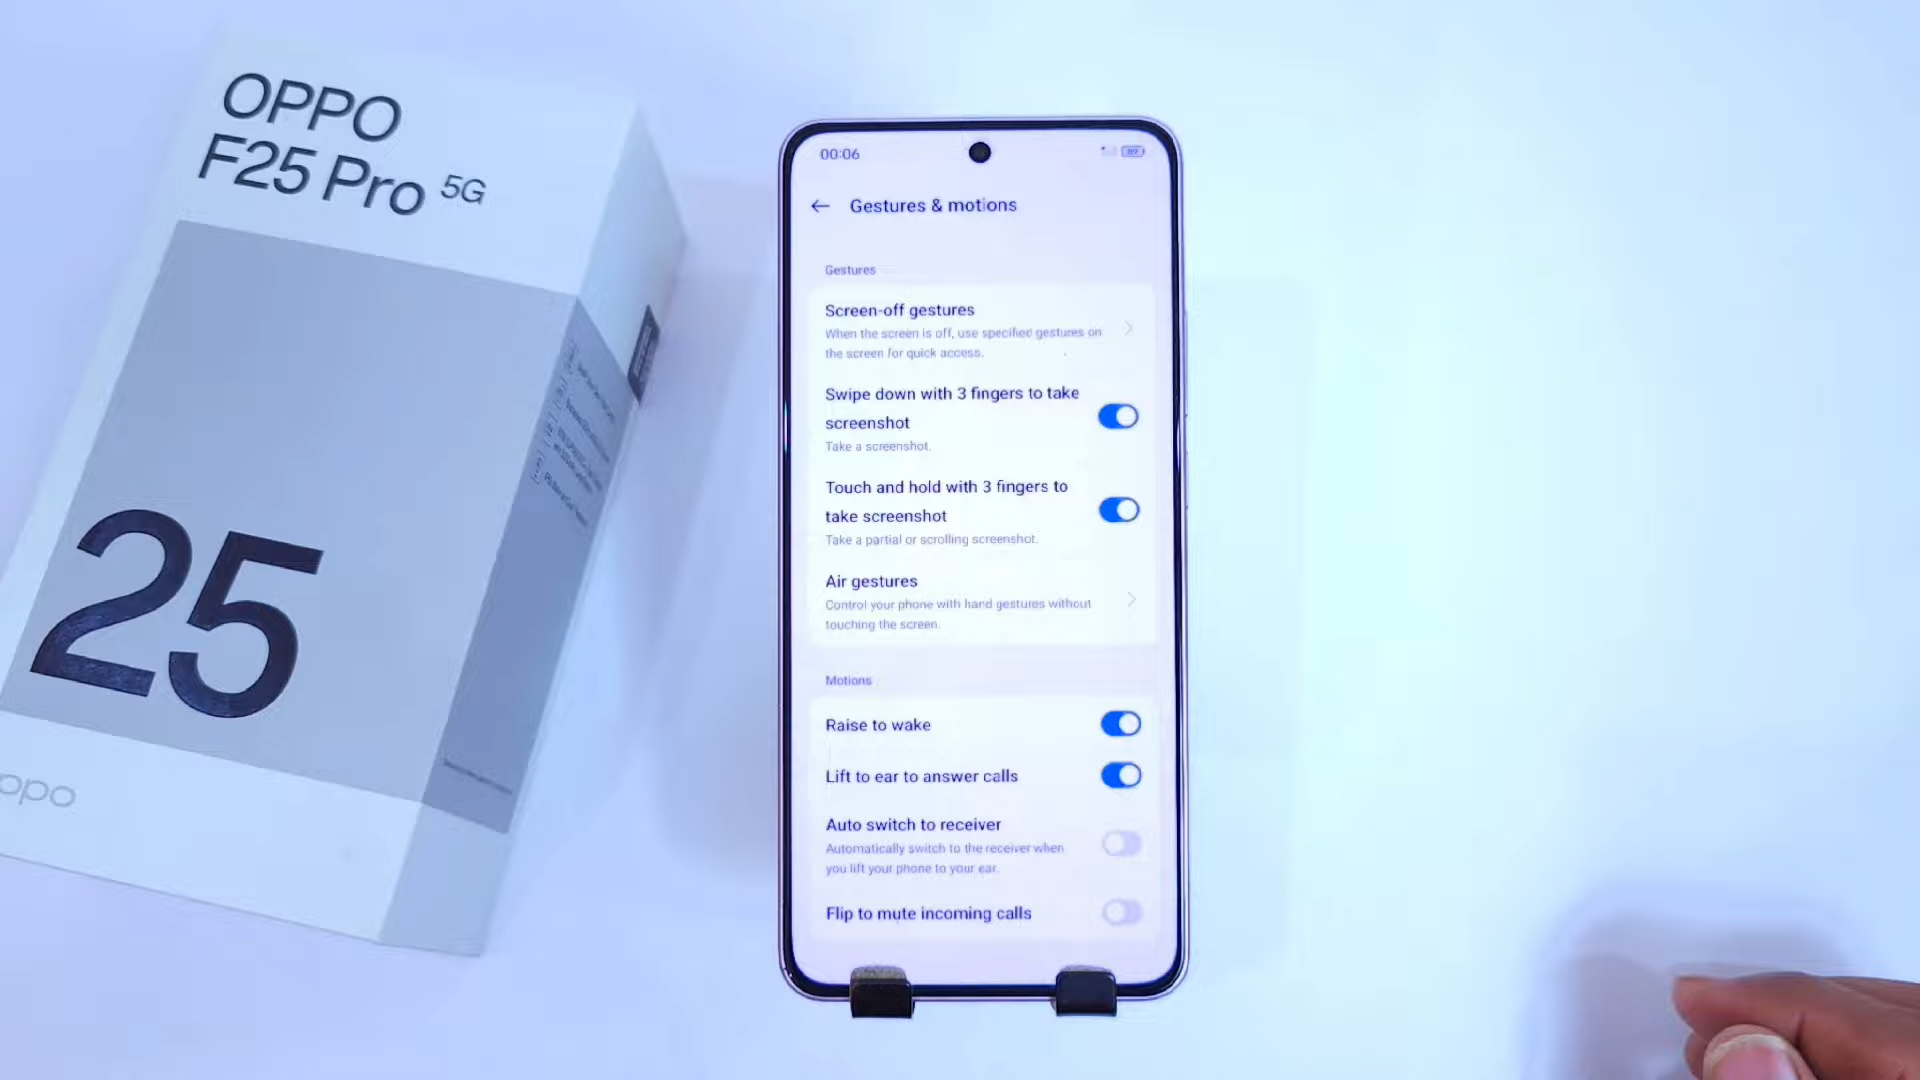 OPPO
F25 Pro 5G
25
00:06
Gestures & motions
Gestures
Screen-off gestures
When the screen is off, use specified gestures on
the screen for quick access.
Swipe down with 3 fingers to take
screenshot
Take a screenshot.
Touch and hold with 3 fingers to
take screenshot
Take a partial or scrolling screenshot.
Air gestures
Control your phone with hand gestures without
touching the screen.
Motions
Raise to wake
Lift to ear to answer calls
Auto switch to receiver
Automatically switch to the receiver when
you lift your phone to your ear.
Flip to mute incoming calls